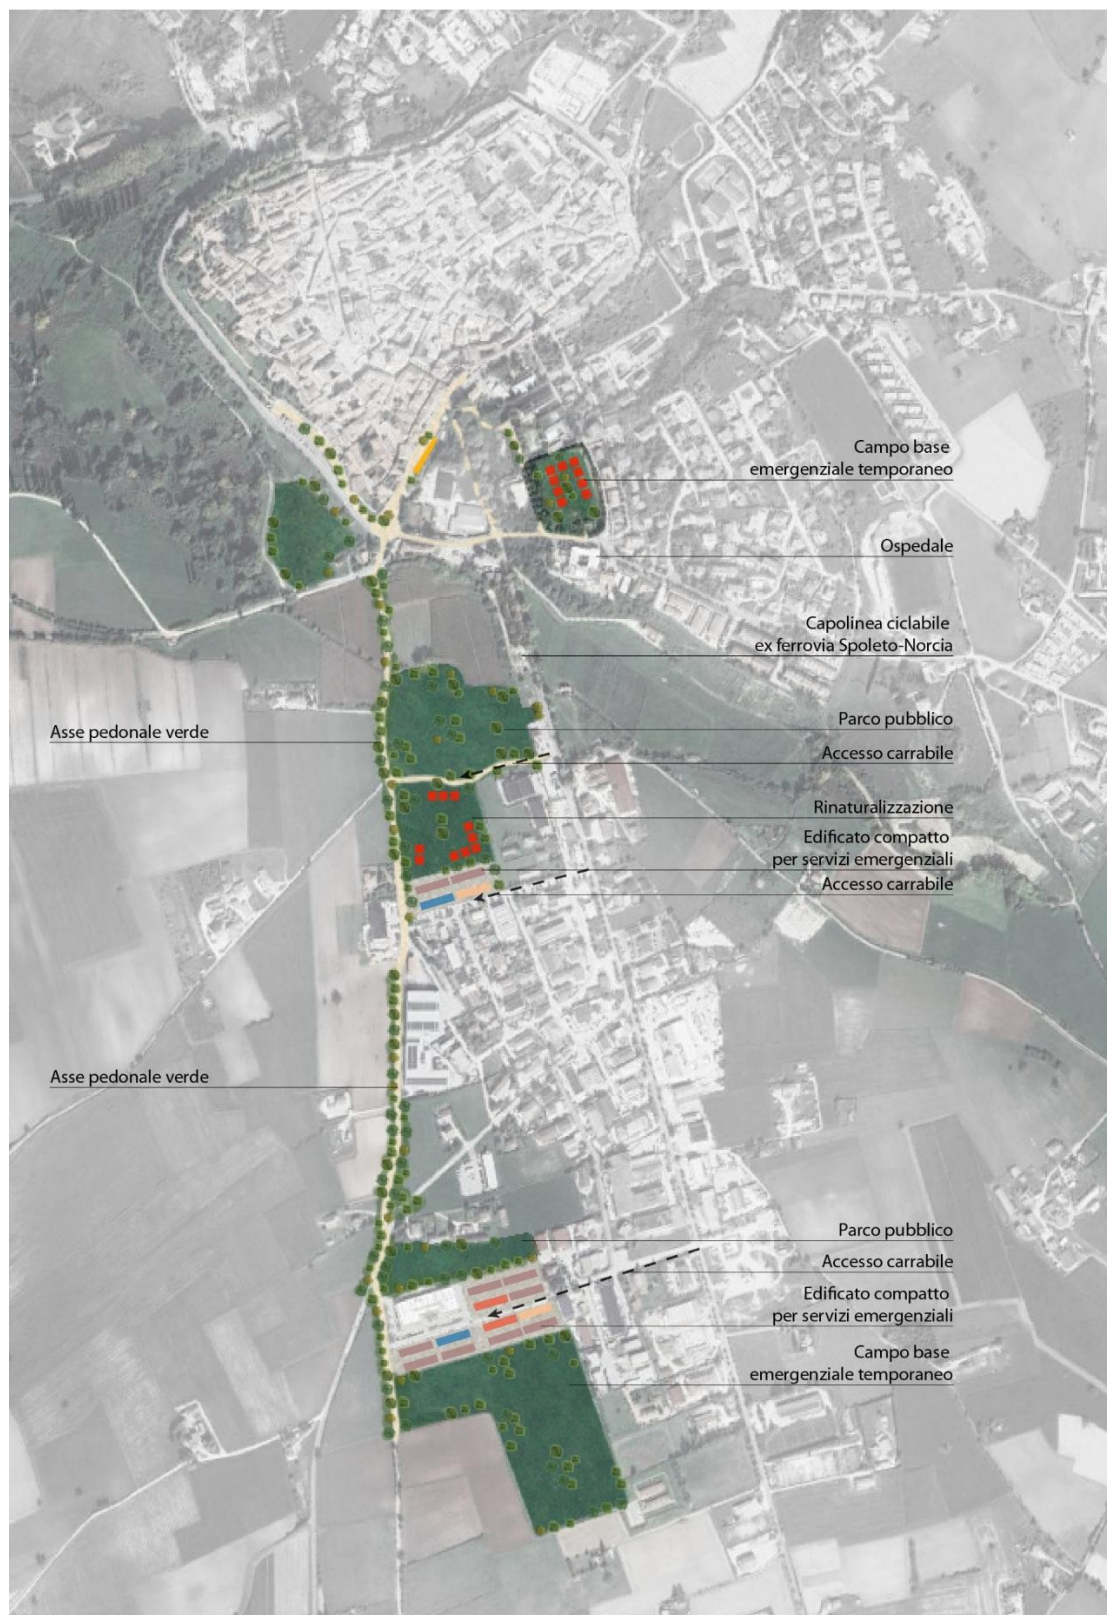 Campo base
emergenziale temporaneo
Ospedale
Capolinea ciclabile
ex ferrovia Spoleto-Norcia
Parco pubblico
Asse pedonale verde
Accesso carrabile
Rinaturalizzazione
Edificato compatto
per servizi emergenziali
Accesso carrabile
Asse pedonale verde
Parco pubblico
Accesso carrabile
Edificato compatto
per servizi emergenziali
Campo base
emergenziale temporaneo